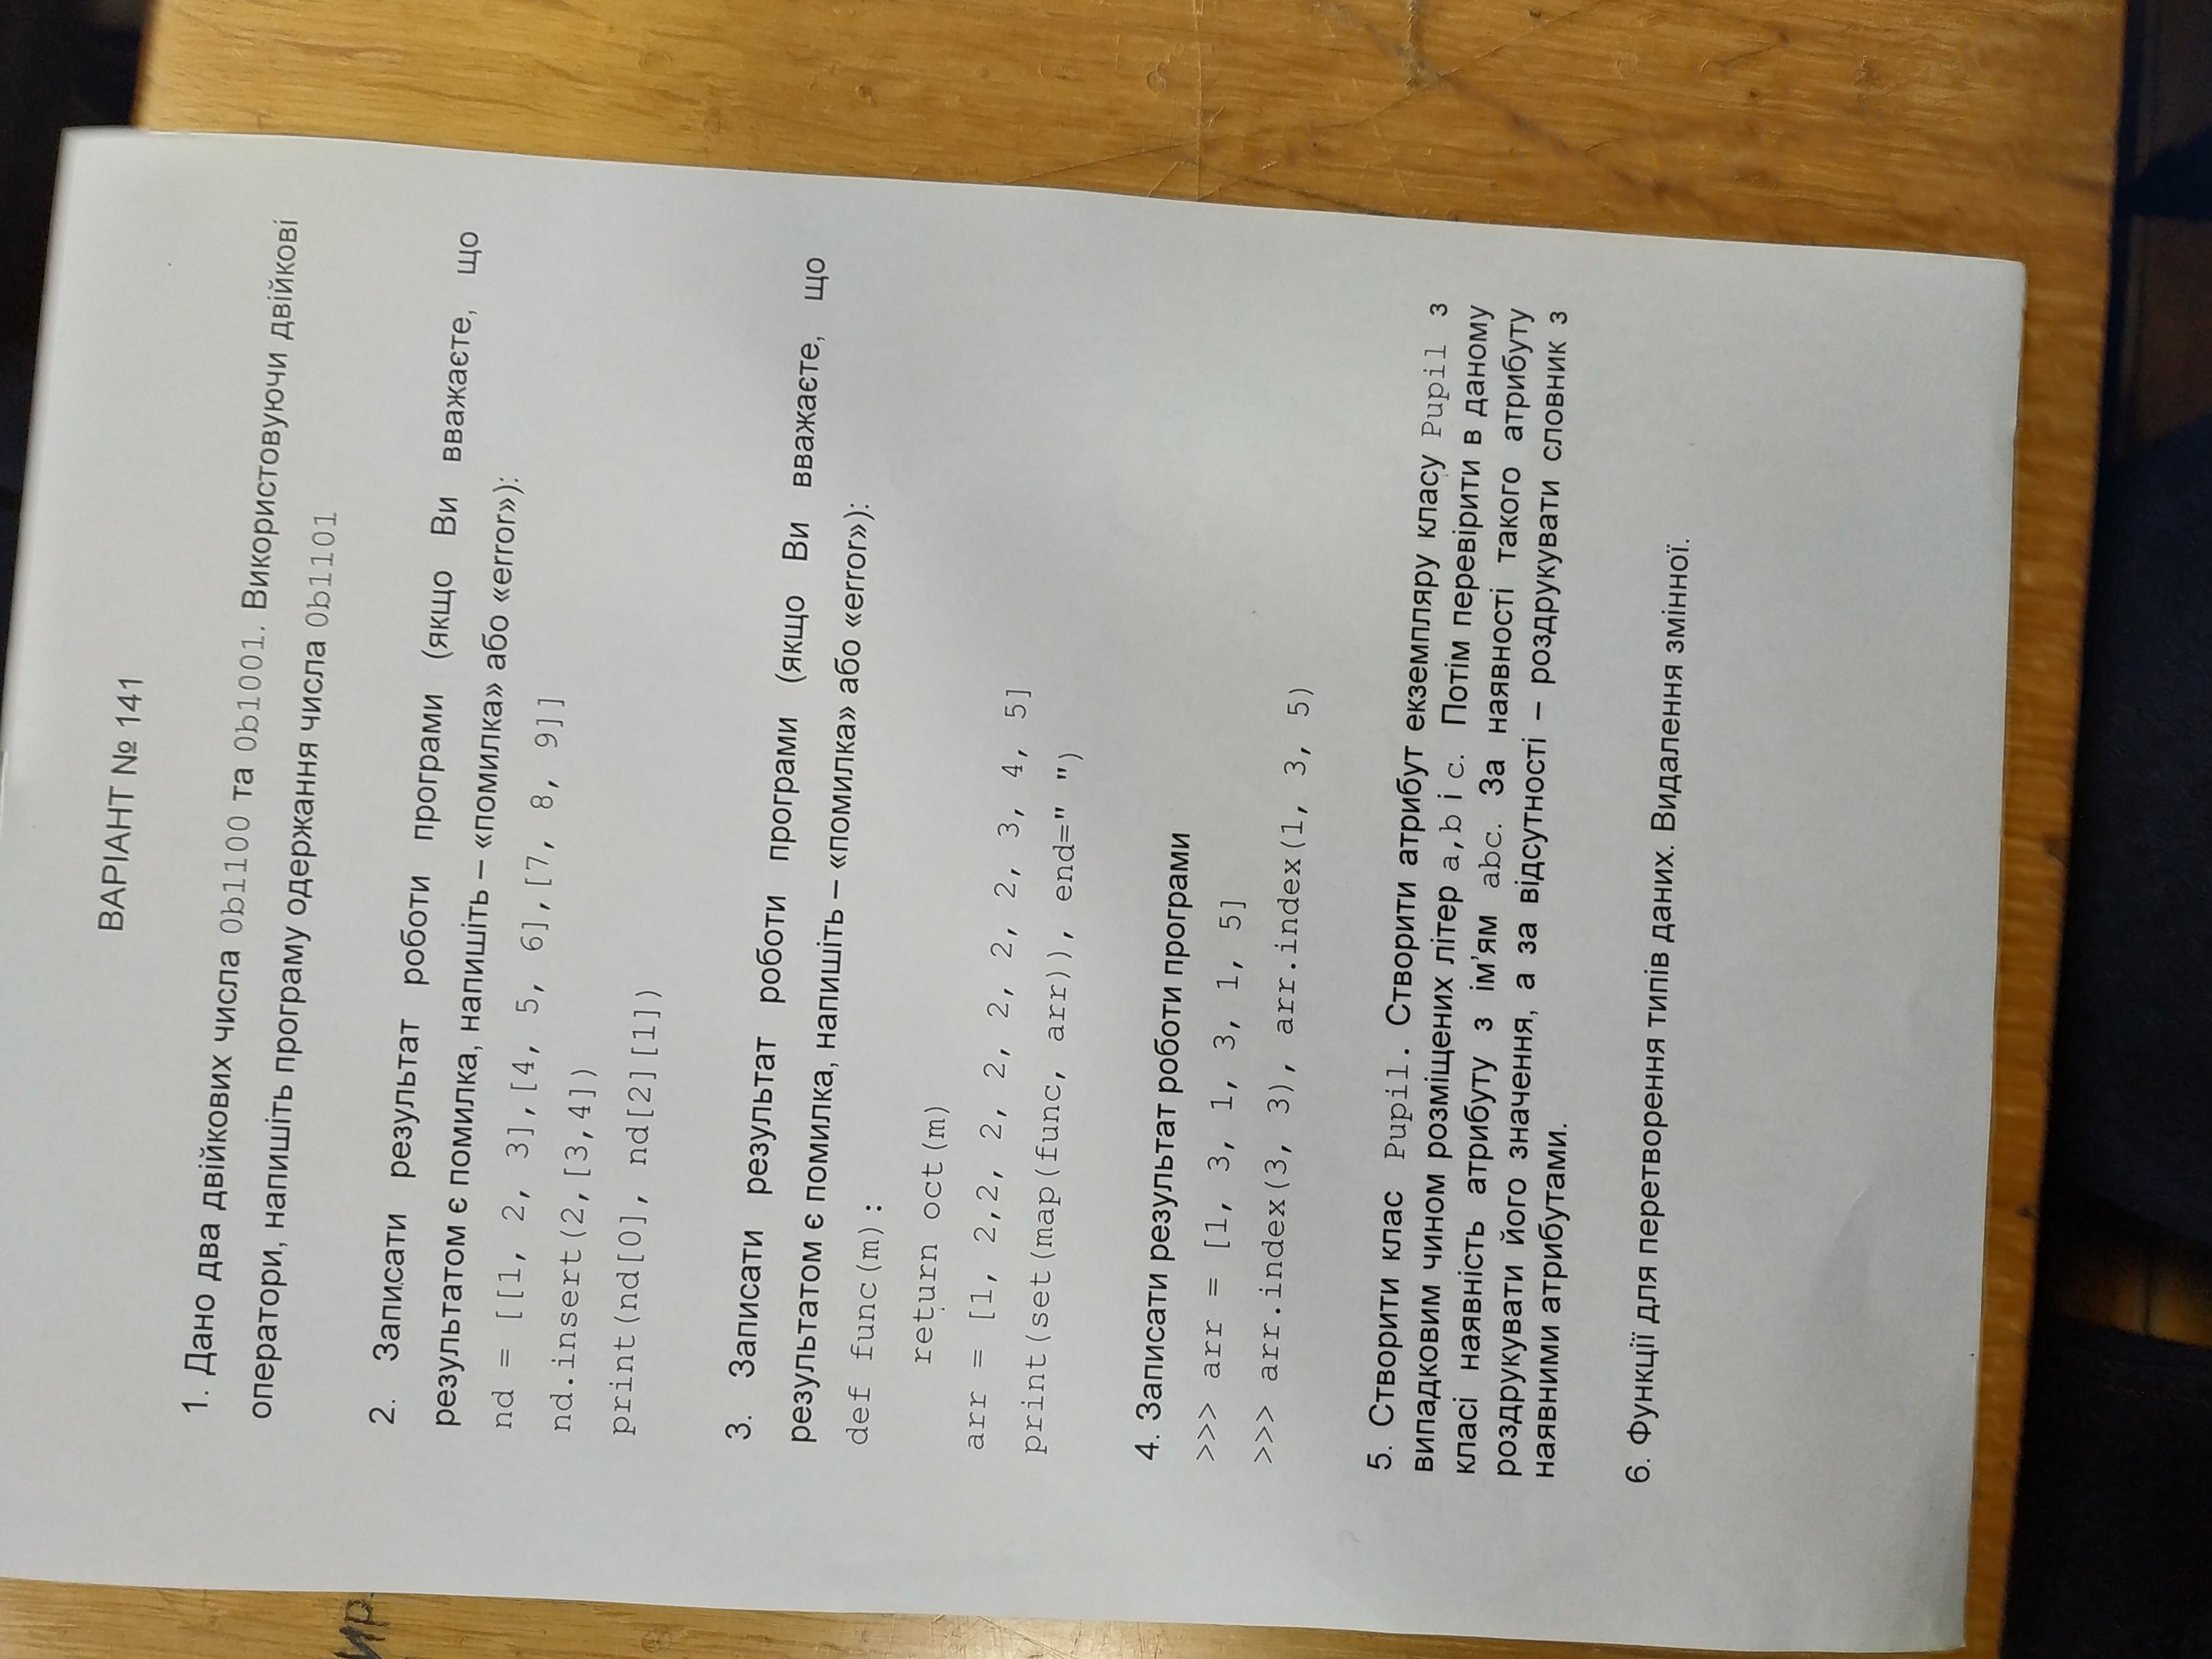 ВАРІАНТ № 141
1. Дано два двійкових числа 0b1100 та 0b1001. Використовуючи двійкові
оператори, напишіть програму одержання числа 0b1101
2. Записати результат роботи програми (якщо Ви вважаєте, що
результатом є помилка, напишіть – «помилка» або «error»):
nd = [[1, 2, 3],[4, 5, 6],[7, 8, 9]]
nd.insert(2,[3,4])
print(nd[0], nd[2][1])
3. Записати результат роботи програми (якщо Ви вважаєте, що
результатом є помилка, напишіть – «помилка» або «error»):
def func(m):
return oct(m)
arr = [1, 2,2, 2, 2, 2, 2, 2, 2, 3, 4, 5]
print(set(map(func, arr)), end=" ")
4. Записати результат роботи програми
>>> arr = [1, 3, 1, 3, 1, 5]
>>> arr.index(3, 3), arr.index(1, 3, 5)
5. Створити клас Pupil. Створити атрибут екземпляру класу Pupil з
випадковим чином розміщених літер a,b і c. Потім перевірити в даному
класі наявність атрибуту з ім'ям abc. За наявності такого атрибуту
роздрукувати його значення, а за відсутності – роздрукувати словник з
наявними атрибутами.
6. Функції для перетворення типів даних. Видалення змінної.